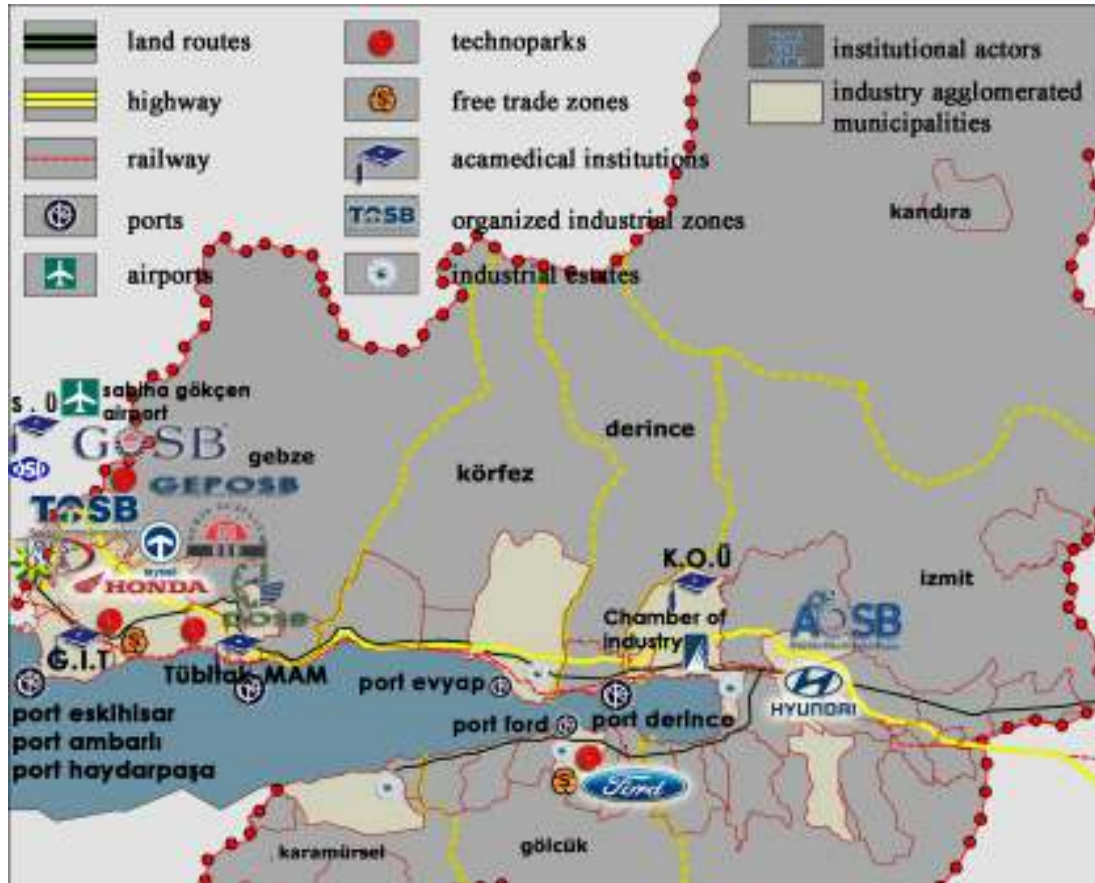 land routes
highway
railway
ports
airports
technoparks
free trade zones
acamedical institutions
TOSB
organized industrial zones
industrial estates
institutional actors
industry agglomerated
municipalities
kandıra
S.Ü
sabiha gökçen
airport
GOSB
gebze
GEPOSB
OSD
TOSB
HONDA
DOSB
G.I.T
Tübitak-MAM
port eskihisar
port ambarlı
port haydarpaşa
körfez
derince
K.O.Ü
Chamber of
industry
izmit
AOSB
HYUNDAI
port evyap
port ford
port derince
Ford
karamürsel
gölcük